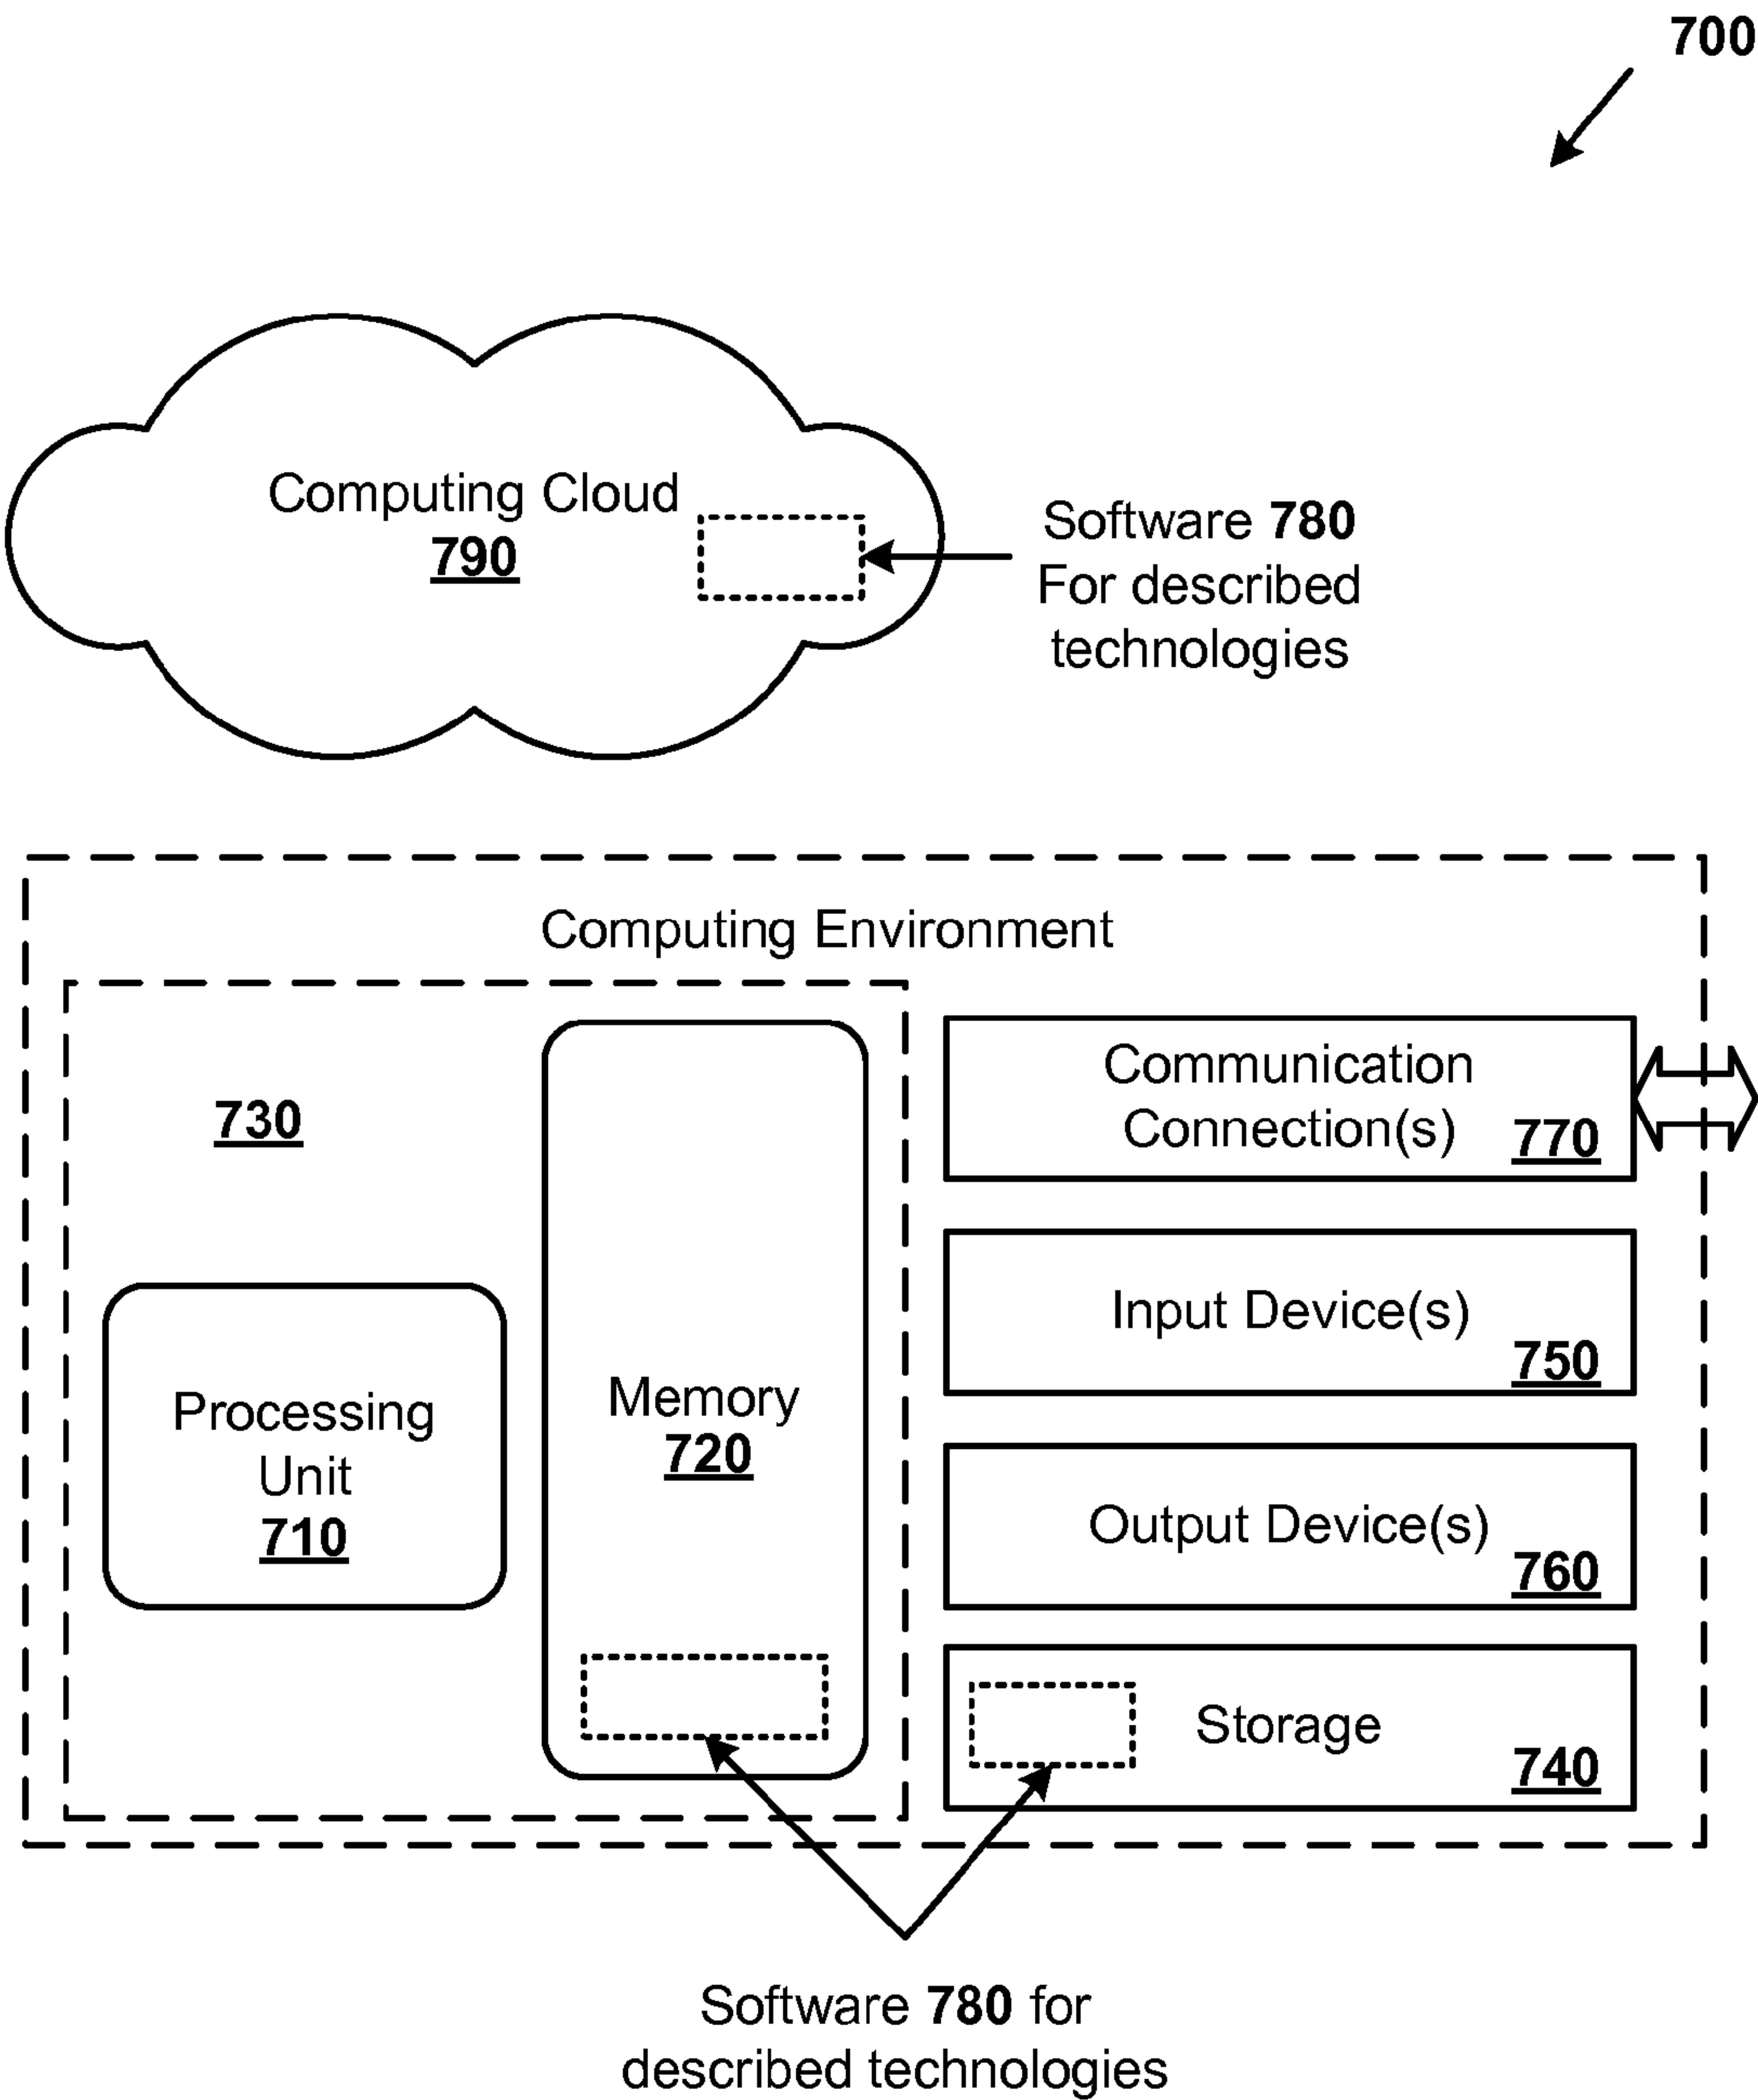 700
Computing Cloud
790
Software 780
For described
technologies
Computing Environment
730
Processing
Unit
710
Memory
720
Communication
Connection(s)
770
Input Device(s)
750
Output Device(s)
760
Storage
740
Software 780 for
described technologies